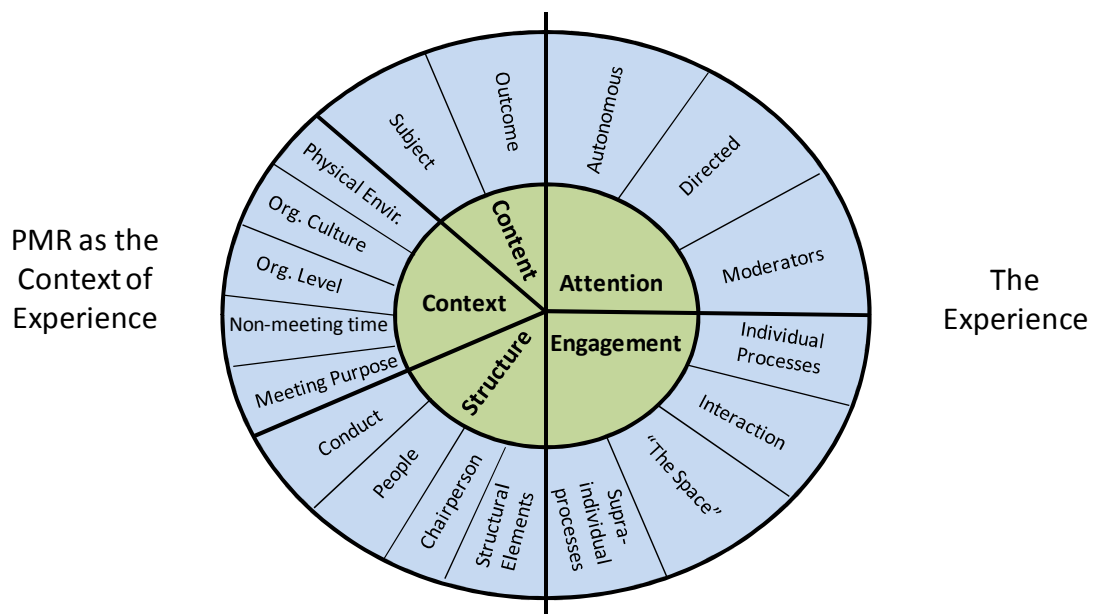 PMR as the
Context of
Experience
Subject
Outcome
Physical Envir.
Org. Culture
Org. Level
Non-meeting time
Meeting Purpose
Conduct
People
Chairperson
Structural
Elements
Content
Context
Structure
Attention
Engagement
Autonomous
Directed
Moderators
Individual
Processes
Interaction
“The Space”
Supra-
individual
processes
The
Experience